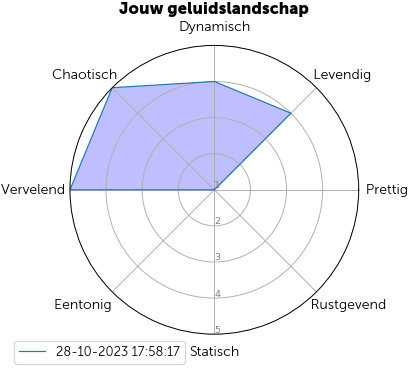 Jouw geluidslandschap
Dynamisch
Chaotisch
Levendig
Vervelend
1
Prettig
2
3
4
Eentonig
Rustgevend
5
28-10-2023 17:58:17
Statisch